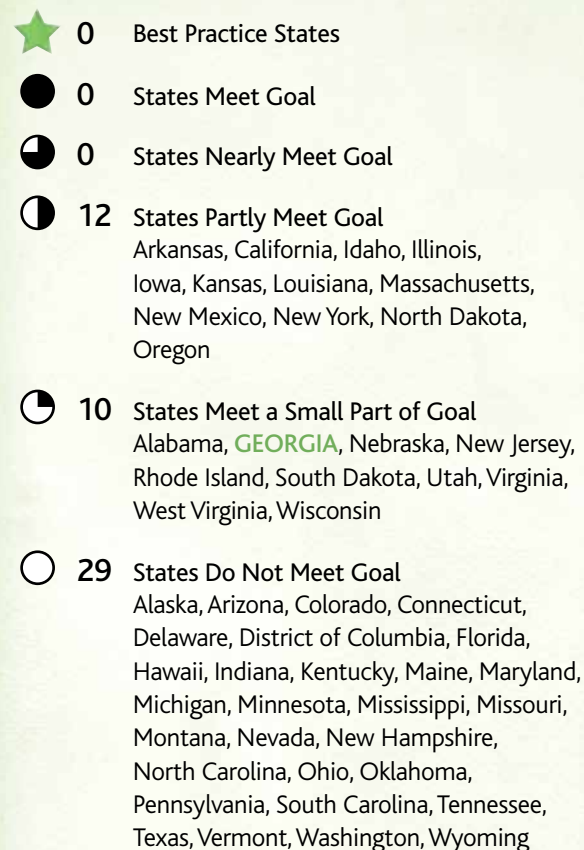 0 Best Practice States
0 States Meet Goal
0 States Nearly Meet Goal
12 States Partly Meet Goal
Arkansas, California, Idaho, Illinois,
Iowa, Kansas, Louisiana, Massachusetts,
New Mexico, New York, North Dakota,
Oregon
10 States Meet a Small Part of Goal
Alabama, GEORGIA, Nebraska, New Jersey,
Rhode Island, South Dakota, Utah, Virginia,
West Virginia, Wisconsin
29 States Do Not Meet Goal
Alaska, Arizona, Colorado, Connecticut,
Delaware, District of Columbia, Florida,
Hawaii, Indiana, Kentucky, Maine, Maryland,
Michigan, Minnesota, Mississippi, Missouri,
Montana, Nevada, New Hampshire,
North Carolina, Ohio, Oklahoma,
Pennsylvania, South Carolina, Tennessee,
Texas, Vermont, Washington, Wyoming